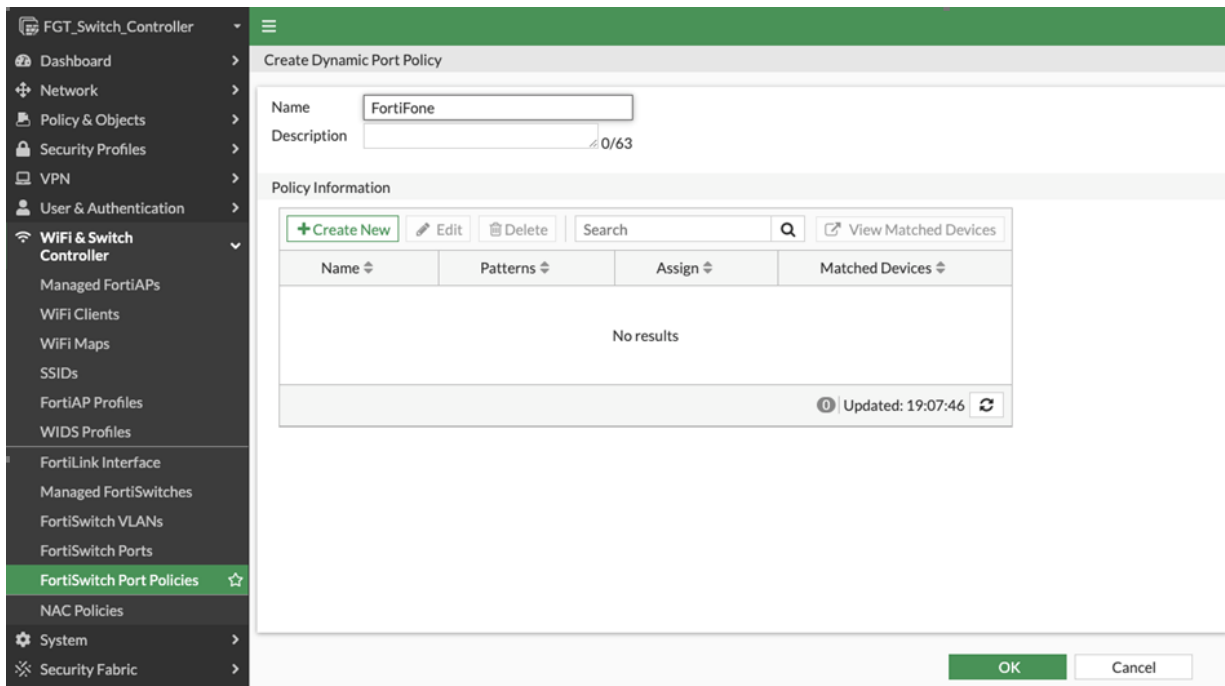 FGT_Switch_Controller
Dashboard
Create Dynamic Port Policy
Network
Name FortiFone
Policy & Objects
Description 0/63
Security Profiles
VPN
Policy Information
User & Authentication
WiFi & Switch
Controller
Create New Edit Delete Search View Matched Devices
Name Patterns Assign Matched Devices
Managed FortiAPs
WiFi Clients
WiFi Maps
No results
SSIDs
FortiAP Profiles
0 Updated: 19:07:46
WIDS Profiles
FortiLink Interface
Managed FortiSwitches
FortiSwitch VLANs
FortiSwitch Ports
FortiSwitch Port Policies
NAC Policies
System
Security Fabric
OK Cancel